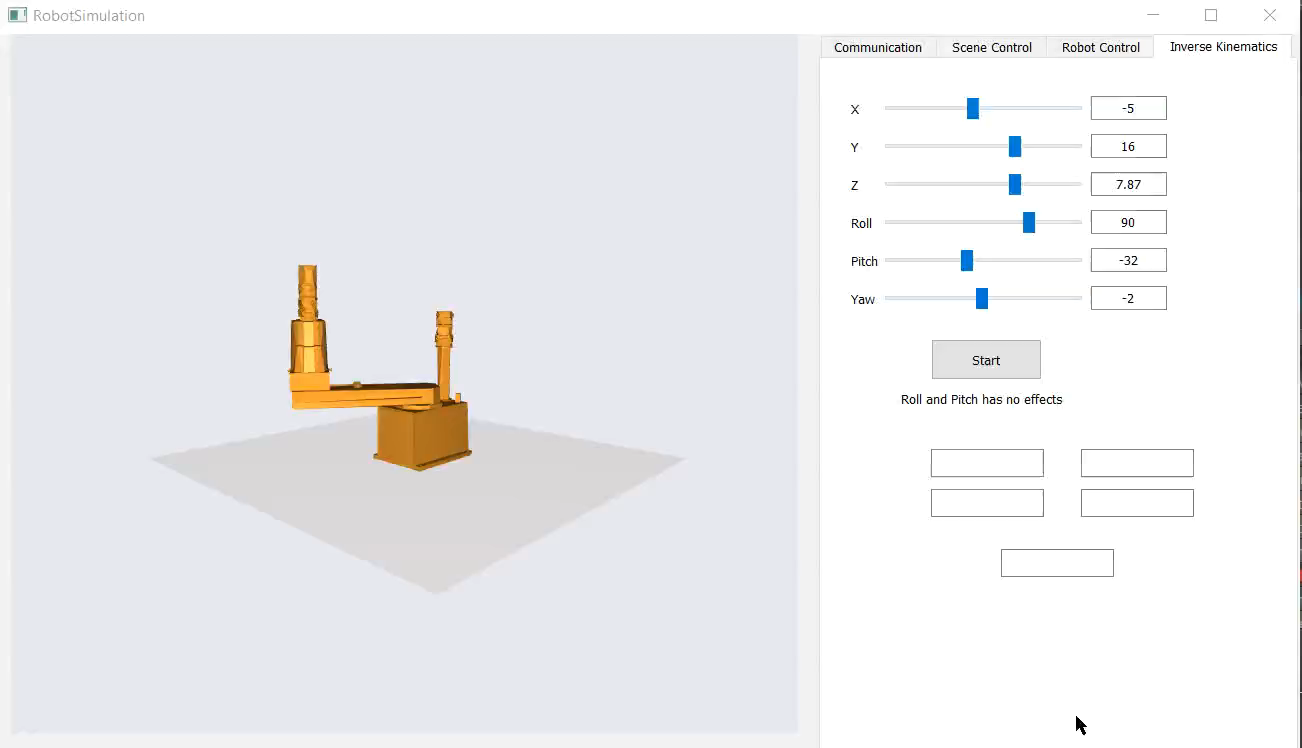 RobotSimulation
Communication Scene Control Robot Control Inverse Kinematics
X -5
Y 16
Z 7.87
Roll 90
Pitch -32
Yaw -2
Start
Roll and Pitch has no effects